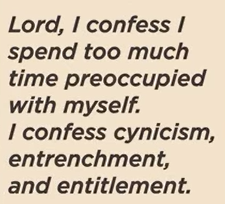 Lord, I confess I
spend too much
time preoccupied
with myself.
I confess cynicism,
entrenchment,
and entitlement.